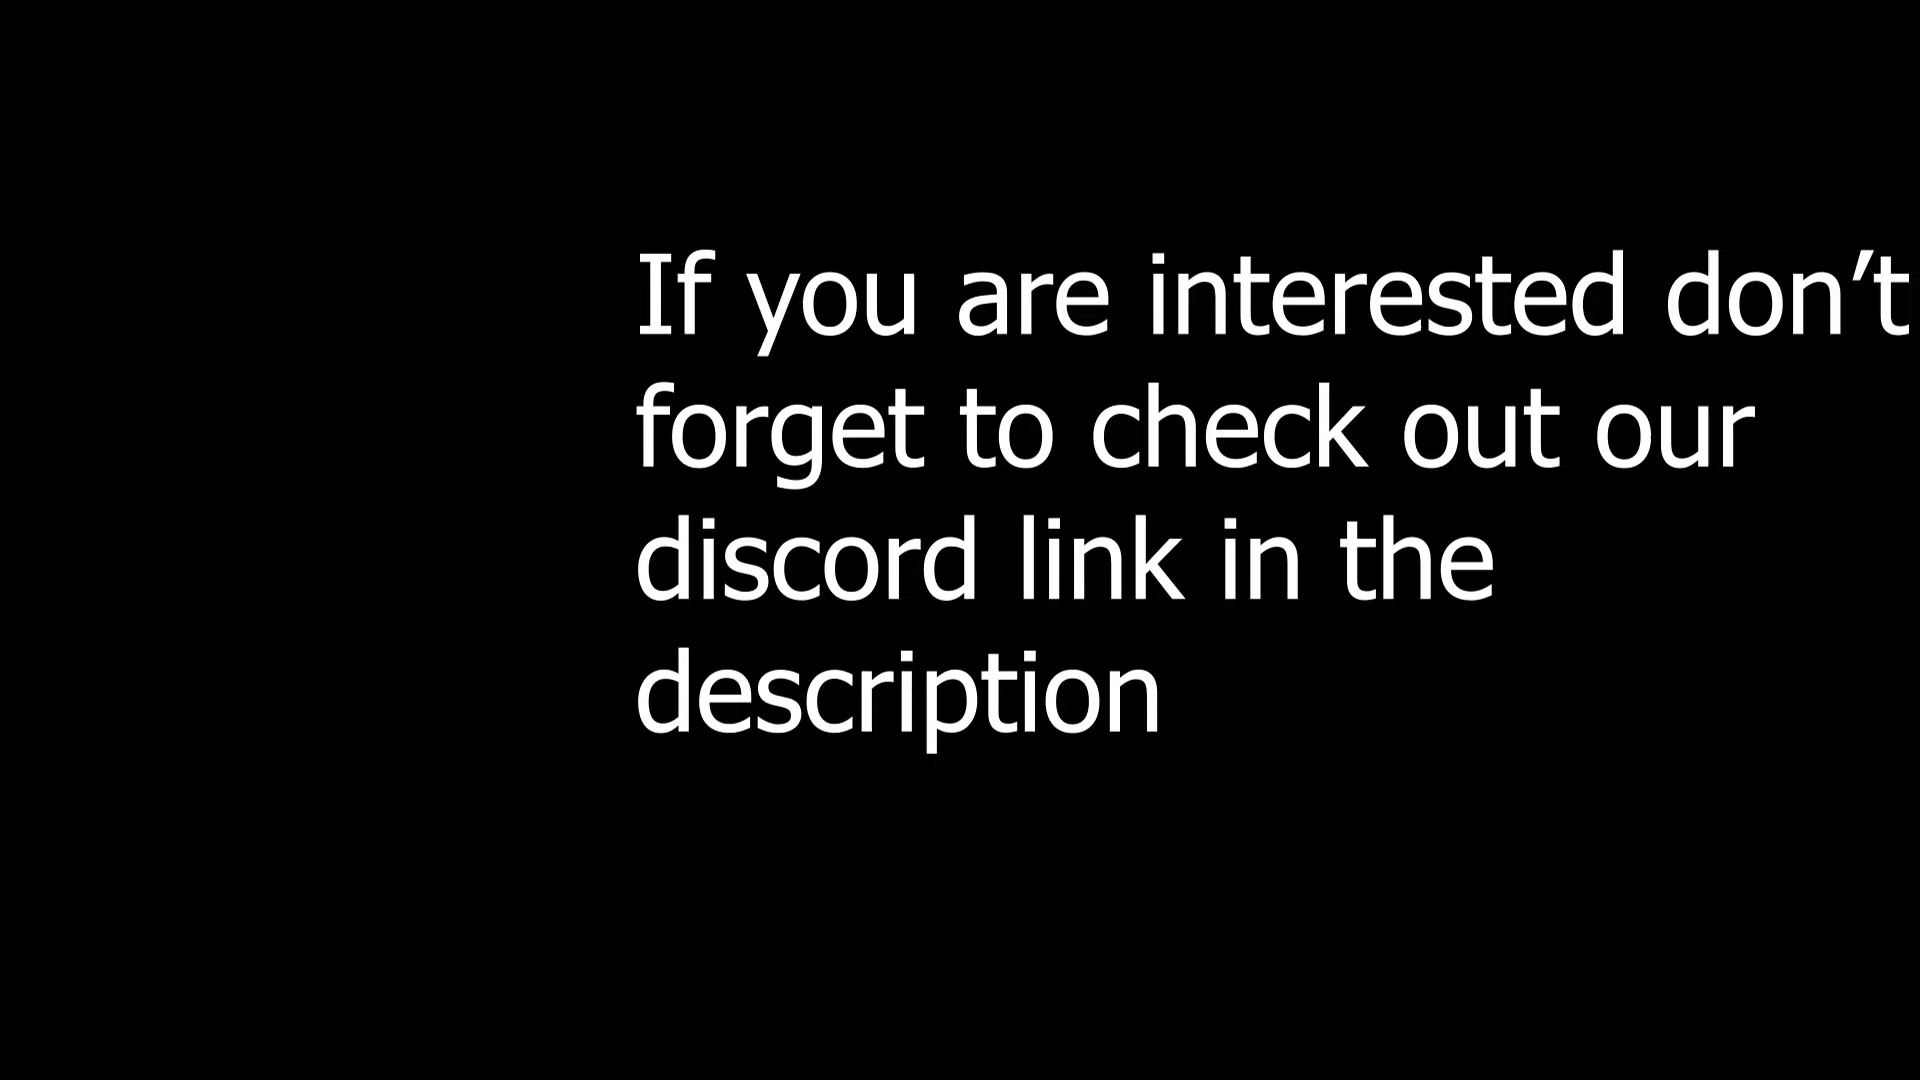 If you are interested don’t
forget to check out our
discord link in the
description